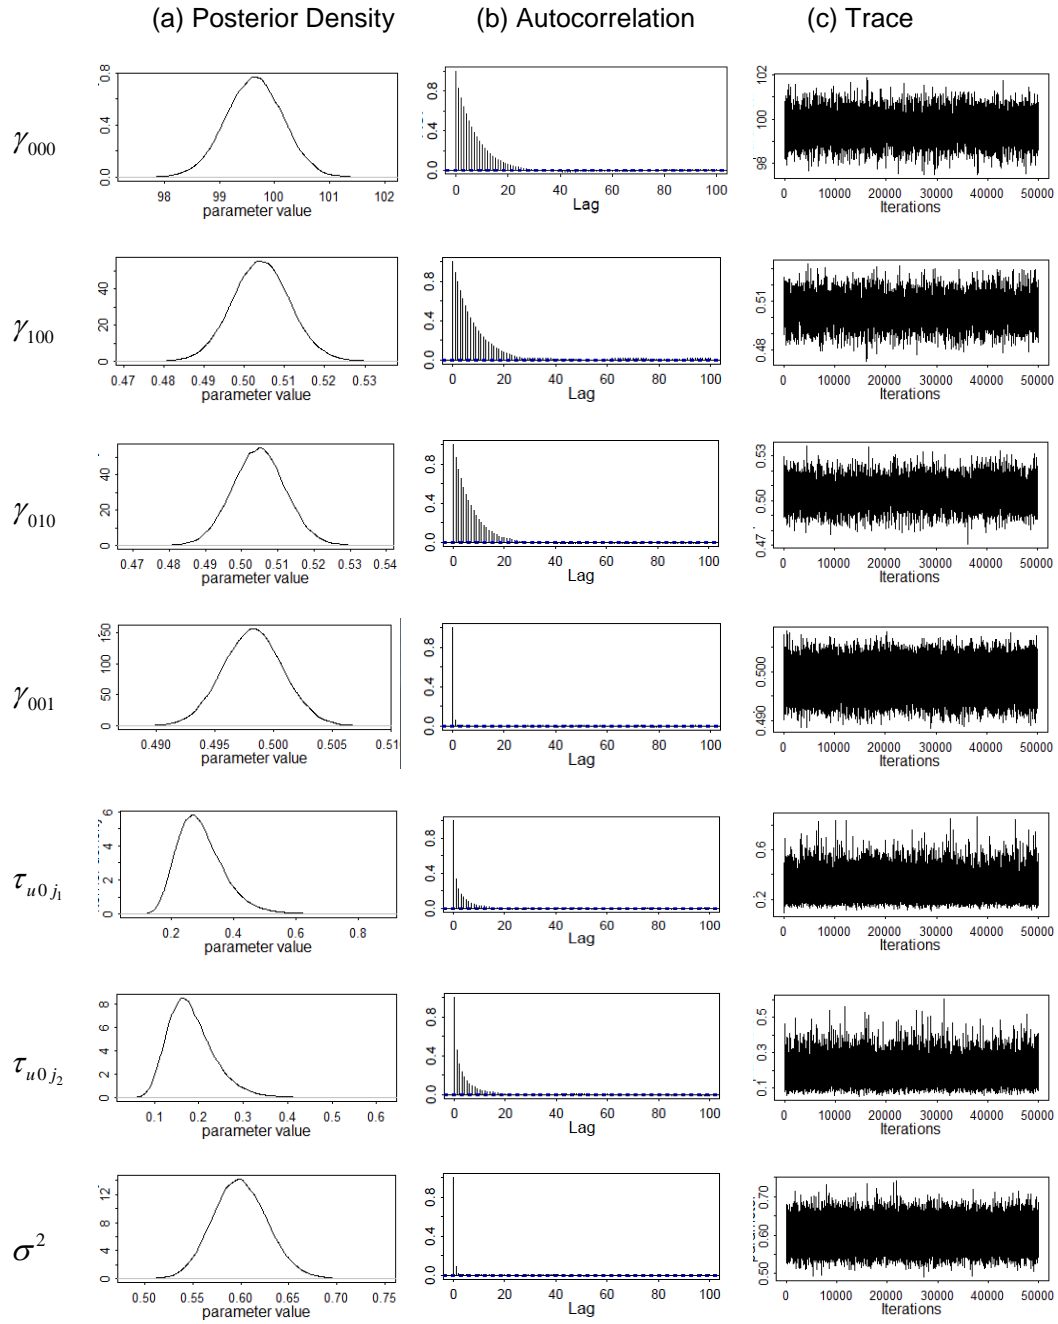 (a) Posterior Density (b) Autocorrelation (c) Trace
γ000
0.0 0.4 0.8
98 99 100 101 102
parameter value
0.0 0.4 0.8
0 20 40 60 80 100
Lag
98 100 102
0 10000 20000 30000 40000 50000
Iterations
γ100
0 20 40
0.47 0.48 0.49 0.50 0.51 0.52 0.53
parameter value
0.0 0.4 0.8
0 20 40 60 80 100
Lag
0.48 0.51
0 10000 20000 30000 40000 50000
Iterations
γ010
0 20 40
0.47 0.48 0.49 0.50 0.51 0.52 0.53 0.54
parameter value
0.0 0.4 0.8
0 20 40 60 80 100
Lag
0.47 0.50 0.53
0 10000 20000 30000 40000 50000
Iterations
γ001
0 50 100 150
0.490 0.495 0.500 0.505 0.51
parameter value
0.0 0.4 0.8
0 20 40 60 80 100
Lag
0.490 0.500
0 10000 20000 30000 40000 50000
Iterations
τu0j1
0 2 4 6
0.2 0.4 0.6 0.8
parameter value
0.0 0.4 0.8
0 20 40 60 80 100
Lag
0.2 0.6
0 10000 20000 30000 40000 50000
Iterations
τu0j2
0 2 4 6 8
0.1 0.2 0.3 0.4 0.5 0.6
parameter value
0.0 0.4 0.8
0 20 40 60 80 100
Lag
0.1 0.3 0.5
0 10000 20000 30000 40000 50000
Iterations
σ2
0 4 8 12
0.50 0.55 0.60 0.65 0.70 0.75
parameter value
0.0 0.4 0.8
0 20 40 60 80 100
Lag
0.50 0.60 0.70
0 10000 20000 30000 40000 50000
Iterations